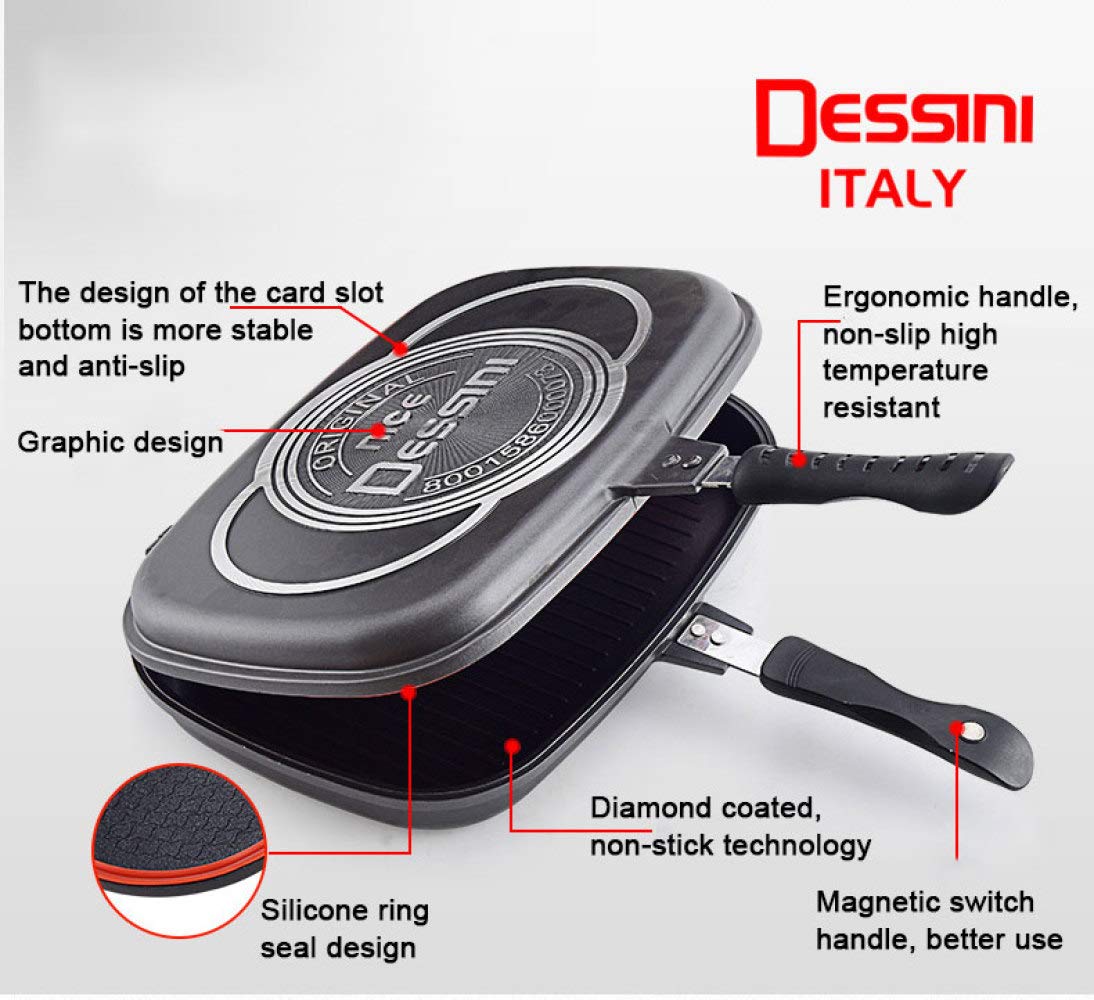 DESSINI
ITALY
The design of the card slot
bottom is more stable
and anti-slip
Ergonomic handle,
non-slip high
temperature
resistant
Graphic design
ORIGINAL
NICE
DESSINI
8001586000073
Diamond coated,
non-stick technology
Silicone ring
seal design
Magnetic switch
handle, better use